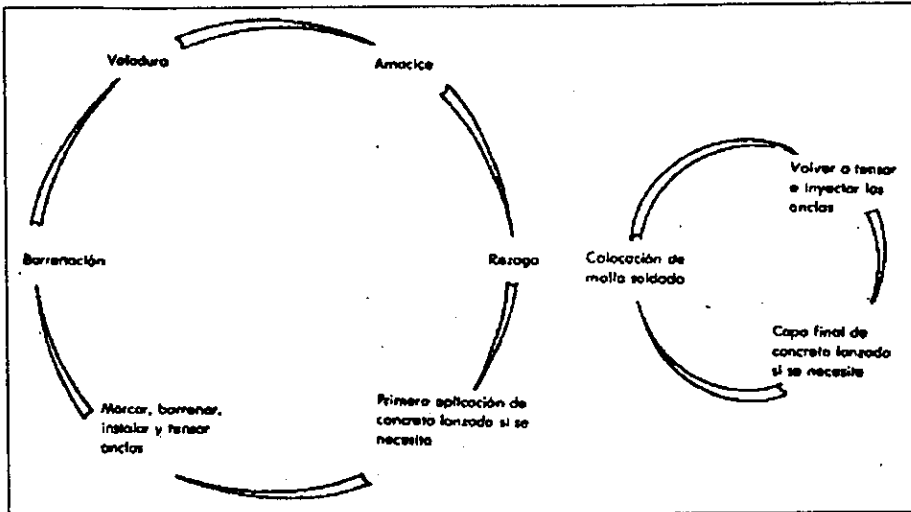 Voladura
Amacice
Barrenación
Rezaga
Marcar, barrenar,
instalar y tensar
anclas
Primera aplicación de
concreto lanzado si se
necesita
Colocación de
malla soldada
Volver a tensar
e inyectar las
anclas
Capa final de
concreto lanzado
si se necesita